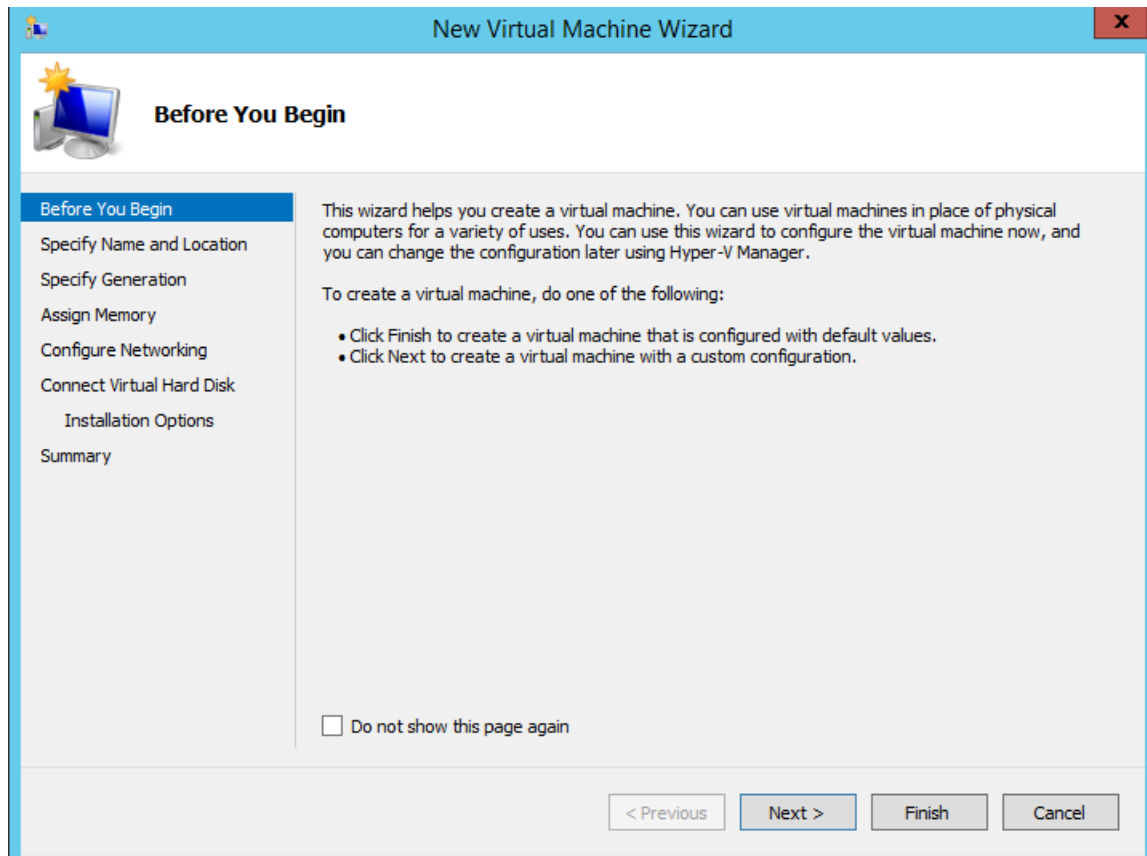 New Virtual Machine Wizard
X
Before You Begin
Before You Begin
Specify Name and Location
Specify Generation
Assign Memory
Configure Networking
Connect Virtual Hard Disk
Installation Options
Summary
This wizard helps you create a virtual machine. You can use virtual machines in place of physical
computers for a variety of uses. You can use this wizard to configure the virtual machine now, and
you can change the configuration later using Hyper-V Manager.
To create a virtual machine, do one of the following:
• Click Finish to create a virtual machine that is configured with default values.
• Click Next to create a virtual machine with a custom configuration.
Do not show this page again
< Previous
Next >
Finish
Cancel